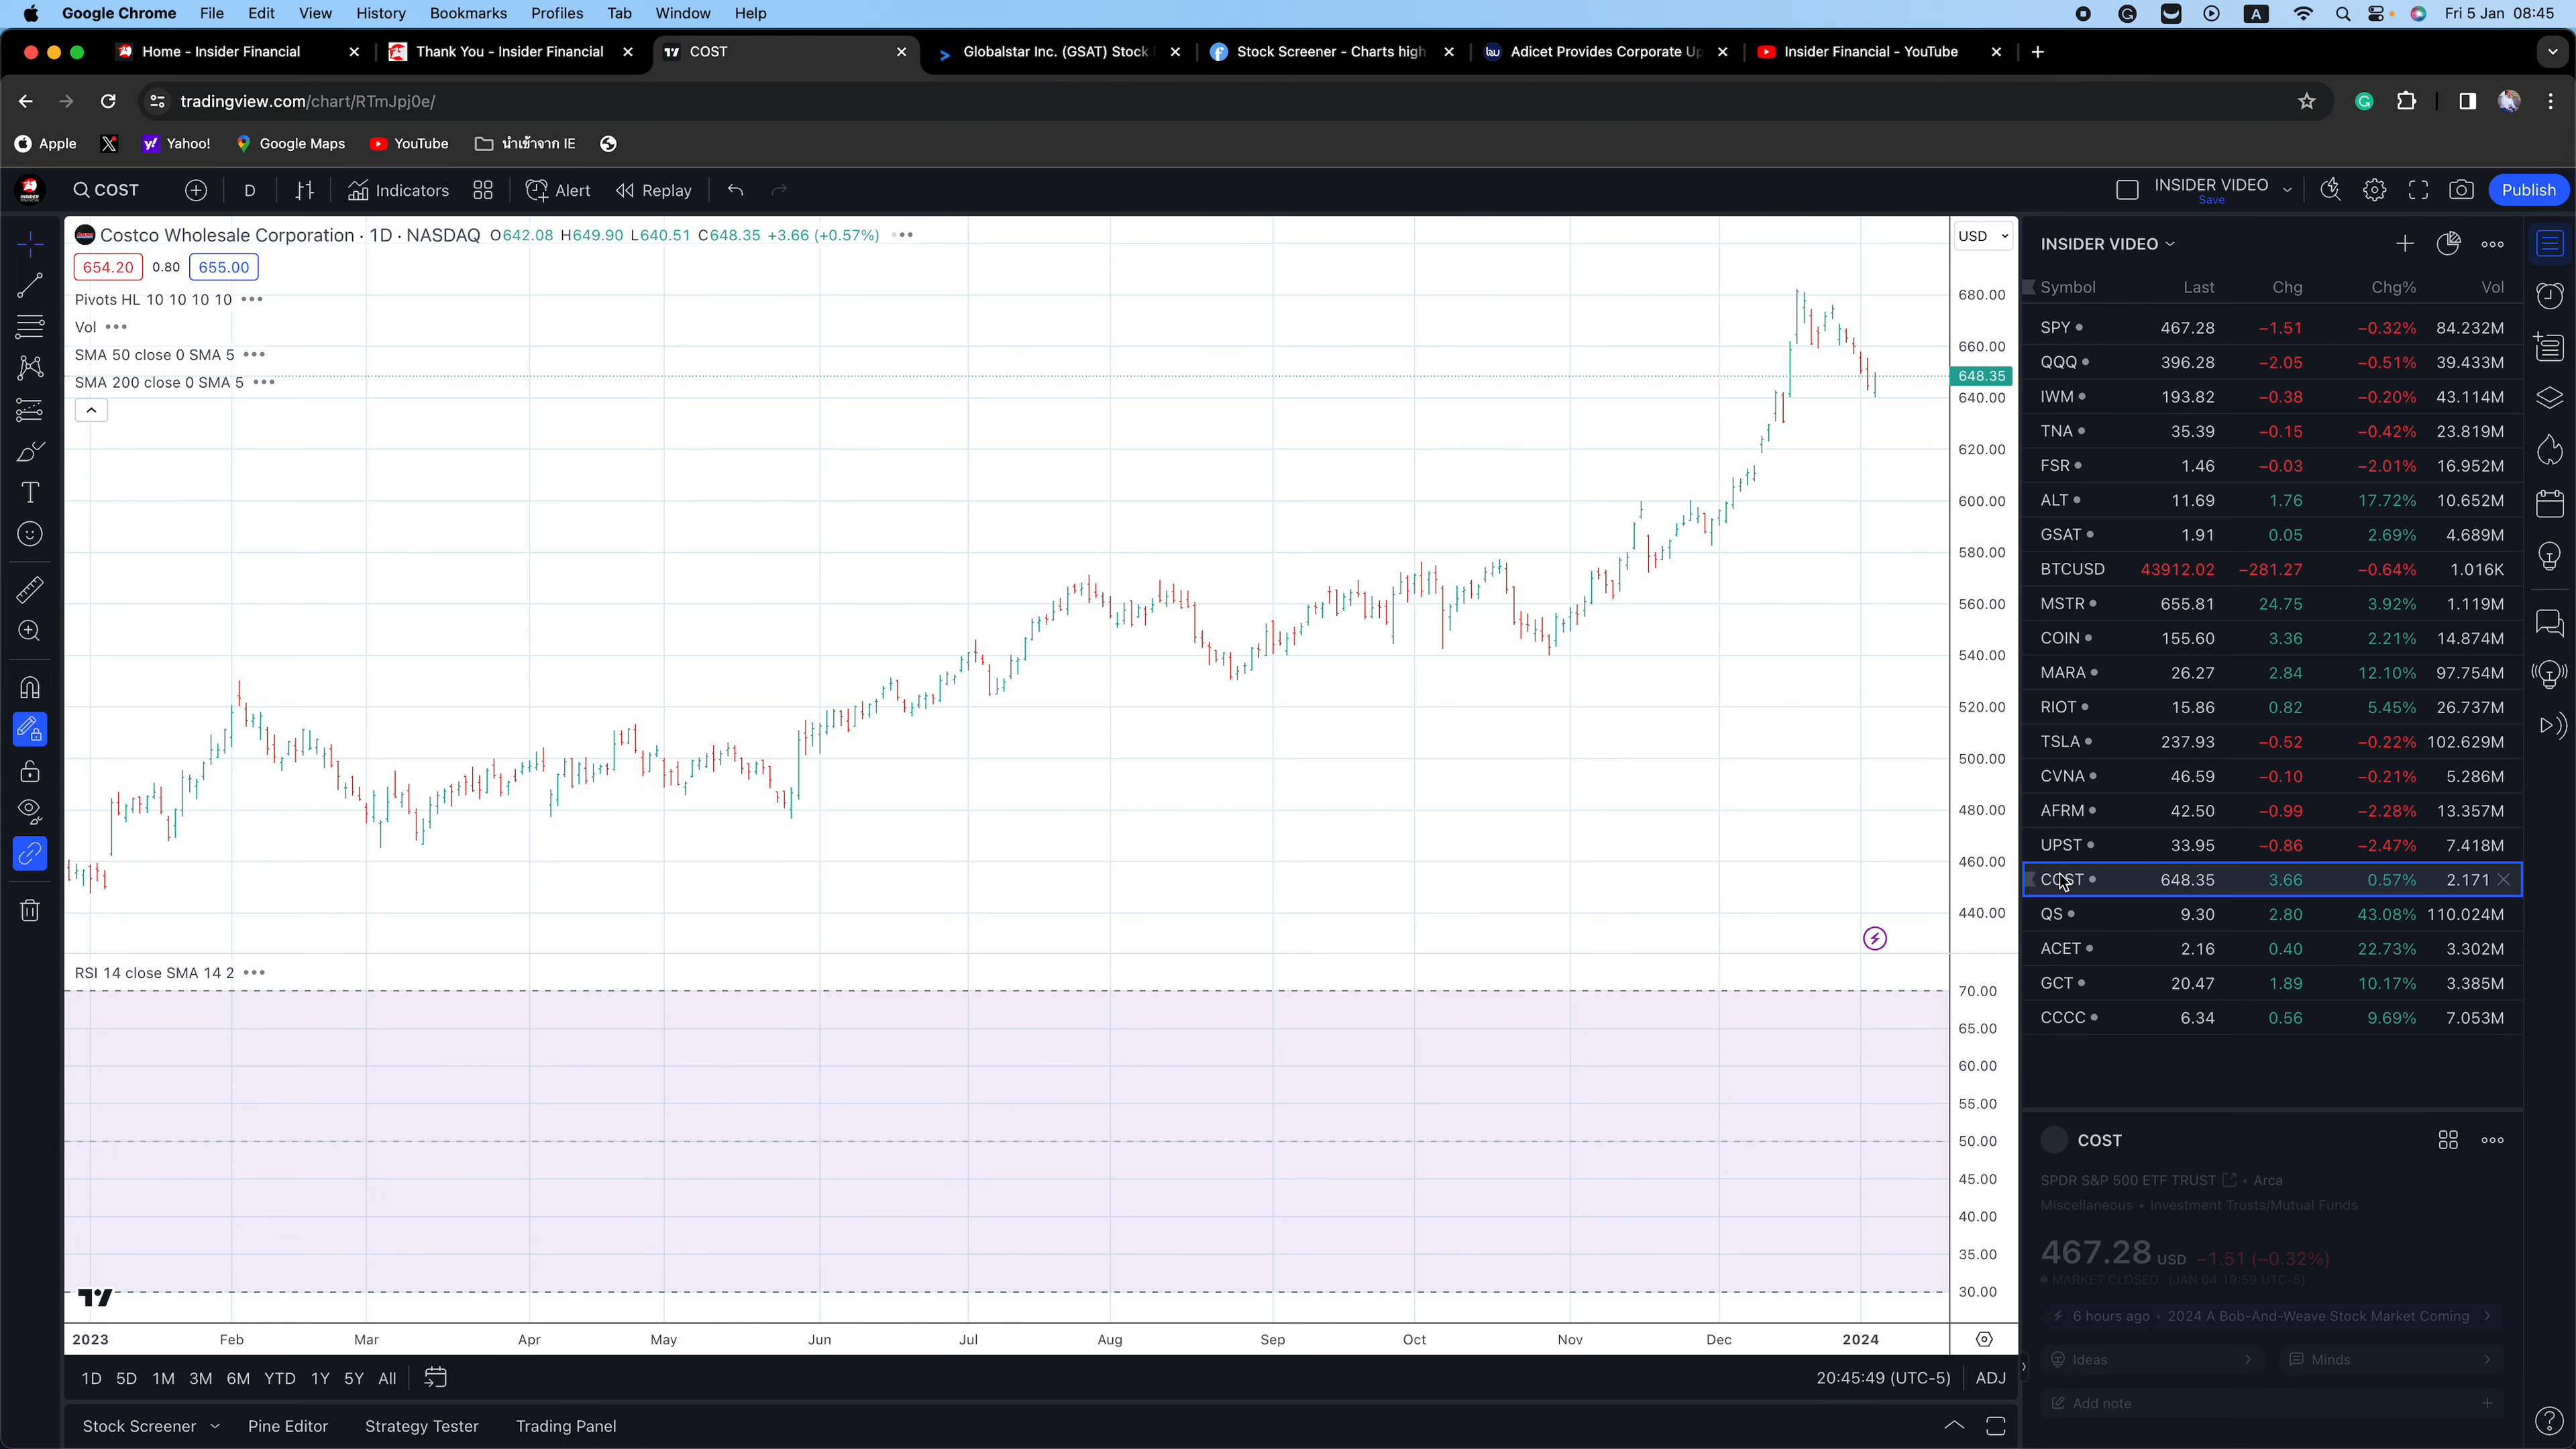 Google Chrome File Edit View History Bookmarks Profiles Tab Window Help A Fri 5 Jan 08:45
Home - Insider Financial Thank You - Insider Financial COST Globalstar Inc. (GSAT) Stock Stock Screener - Charts high Adicet Provides Corporate Up Insider Financial - YouTube
tradingview.com/chart/RTmJpj0e/
Apple Yahoo! Google Maps YouTube นำเข้าจาก IE
COST D Indicators Alert Replay INSIDER VIDEO Save Publish
Costco Wholesale Corporation · 1D · NASDAQ O642.08 H649.90 L640.51 C648.35 +3.66 (+0.57%) USD
654.20 0.80 655.00
Pivots HL 10 10 10 10
Vol
SMA 50 close 0 SMA 5
SMA 200 close 0 SMA 5
680.00
660.00
648.35
640.00
620.00
600.00
580.00
560.00
540.00
520.00
500.00
480.00
460.00
440.00
RSI 14 close SMA 14 2
70.00
65.00
60.00
55.00
50.00
45.00
40.00
35.00
30.00
2023 Feb Mar Apr May Jun Jul Aug Sep Oct Nov Dec 2024
1D 5D 1M 3M 6M YTD 1Y 5Y All 20:45:49 (UTC-5) ADJ
Stock Screener Pine Editor Strategy Tester Trading Panel
INSIDER VIDEO
Symbol Last Chg Chg% Vol
SPY 467.28 −1.51 −0.32% 84.232M
QQQ 396.28 −2.05 −0.51% 39.433M
IWM 193.82 −0.38 −0.20% 43.114M
TNA 35.39 −0.15 −0.42% 23.819M
FSR 1.46 −0.03 −2.01% 16.952M
ALT 11.69 1.76 17.72% 10.652M
GSAT 1.91 0.05 2.69% 4.689M
BTCUSD 43912.02 −281.27 −0.64% 1.016K
MSTR 655.81 24.75 3.92% 1.119M
COIN 155.60 3.36 2.21% 14.874M
MARA 26.27 2.84 12.10% 97.754M
RIOT 15.86 0.82 5.45% 26.737M
TSLA 237.93 −0.52 −0.22% 102.629M
CVNA 46.59 −0.10 −0.21% 5.286M
AFRM 42.50 −0.99 −2.28% 13.357M
UPST 33.95 −0.86 −2.47% 7.418M
COST 648.35 3.66 0.57% 2.171
QS 9.30 2.80 43.08% 110.024M
ACET 2.16 0.40 22.73% 3.302M
GCT 20.47 1.89 10.17% 3.385M
CCCC 6.34 0.56 9.69% 7.053M
COST
SPDR S&P 500 ETF TRUST • Arca
Miscellaneous • Investment Trusts/Mutual Funds
467.28 USD −1.51 (−0.32%)
MARKET CLOSED (JAN 04 19:59 UTC-5)
6 hours ago • 2024 A Bob-And-Weave Stock Market Coming
Ideas Minds
Add note